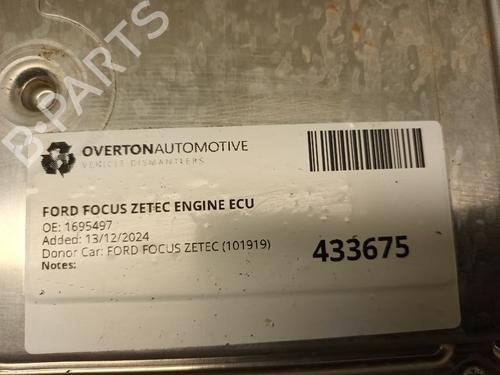 B-PARTS
OVERTONAUTOMOTIVE
VEHICLE DISMANTLERS
FORD FOCUS ZETEC ENGINE ECU
OE: 1695497
Added: 13/12/2024
Donor Car: FORD FOCUS ZETEC (101919)
Notes:
433675